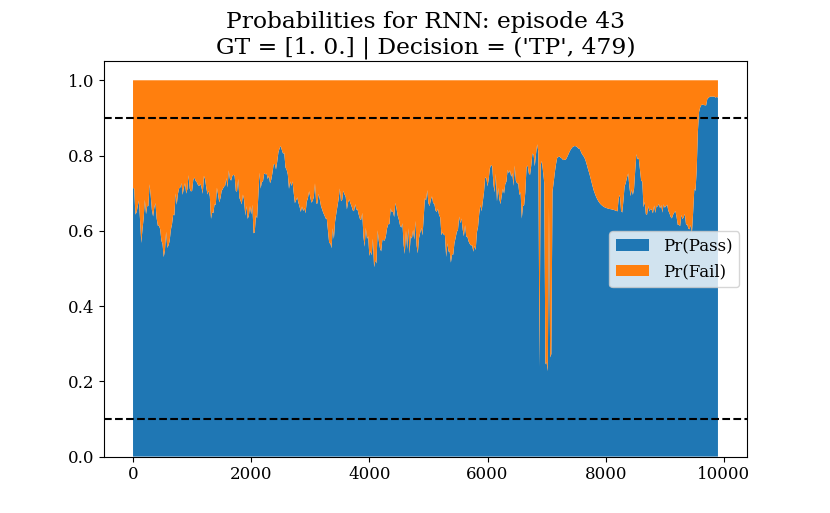 Probabilities for RNN: episode 43
GT = [1. 0.] | Decision = ('TP', 479)
1.0
0.8
0.6
0.4
0.2
0.0
Pr(Pass)
Pr(Fail)
0 2000 4000 6000 8000 10000